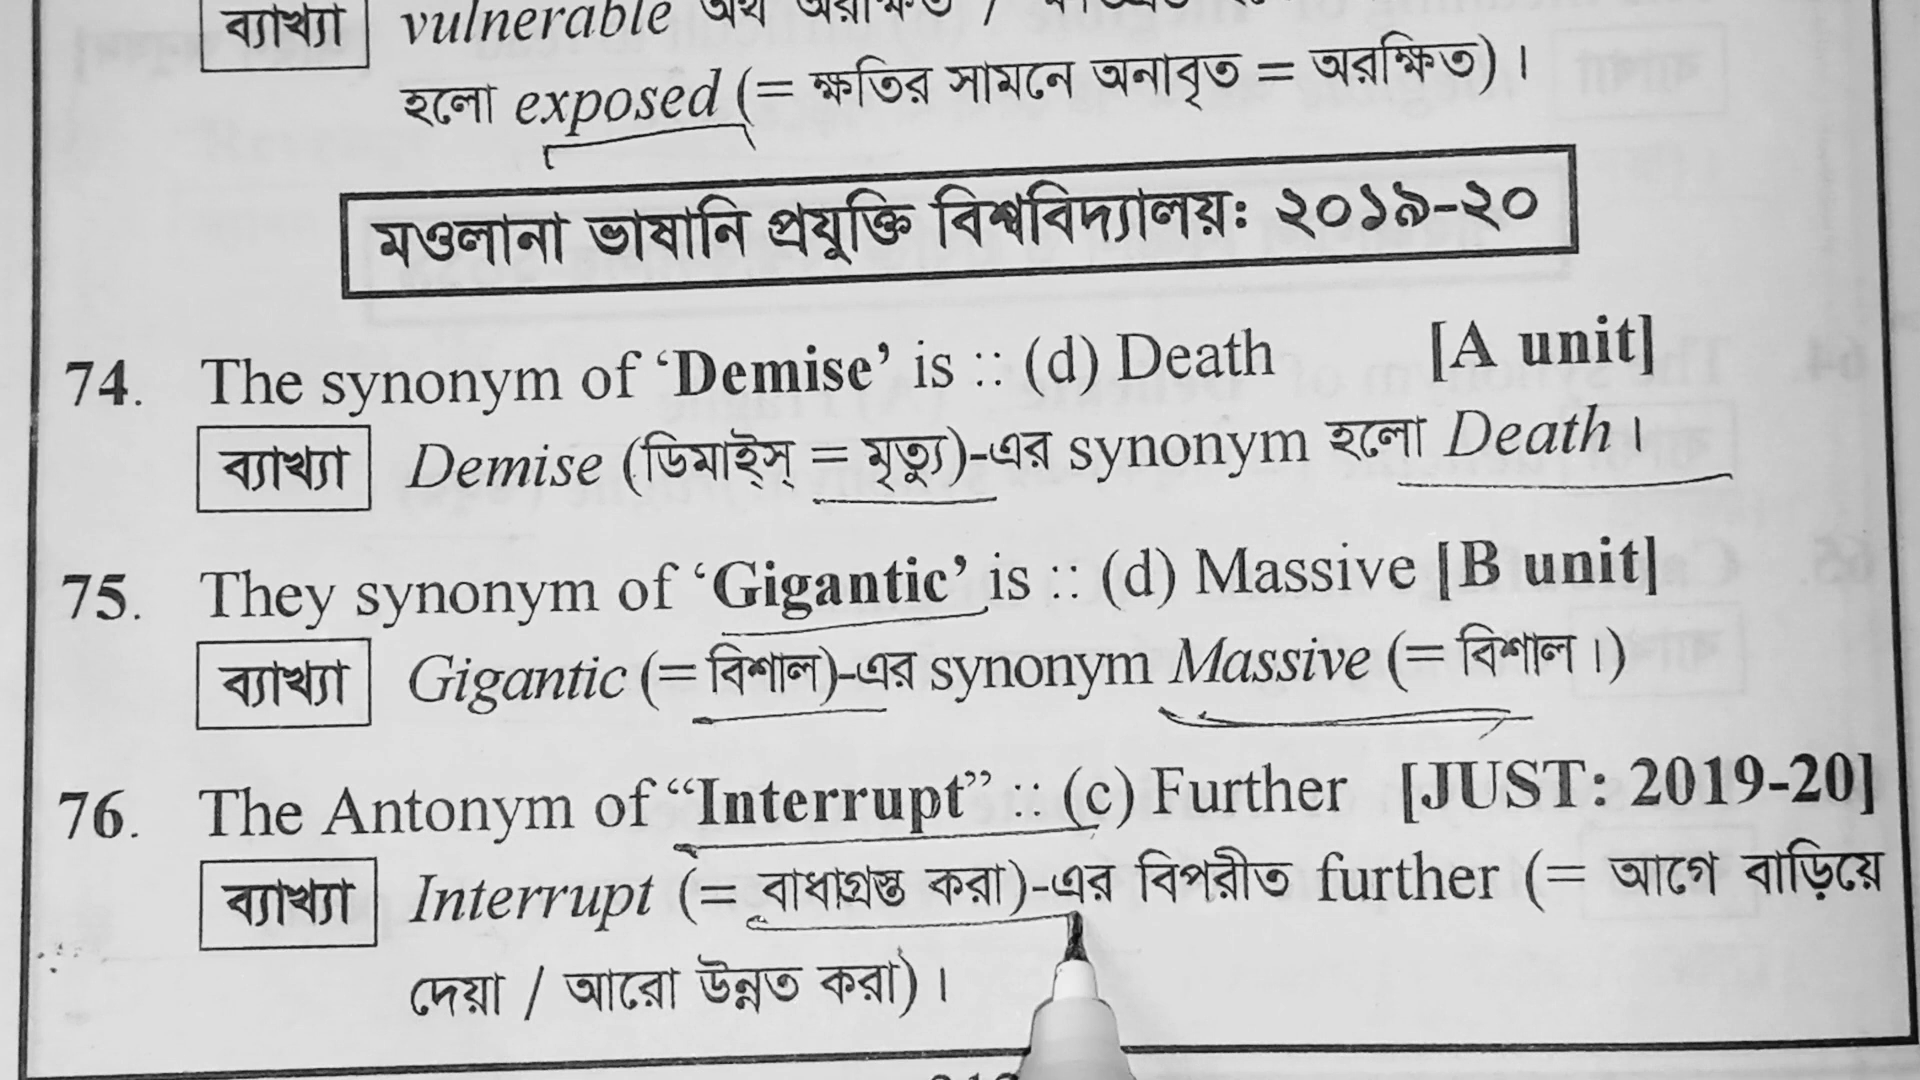 ব্যাখ্যা vulnerable অর্থ অরক্ষিত /
হলো exposed (= ক্ষতির সামনে অনাবৃত = অরক্ষিত)।
মওলানা ভাষানি প্রযুক্তি বিশ্ববিদ্যালয়ঃ ২০১৯-২০
74. The synonym of ‘Demise’ is :: (d) Death [A unit]
ব্যাখ্যা Demise (ডিমাইস্ = মৃত্যু)-এর synonym হলো Death।
75. They synonym of ‘Gigantic’ is :: (d) Massive [B unit]
ব্যাখ্যা Gigantic (= বিশাল)-এর synonym Massive (= বিশাল।)
76. The Antonym of “Interrupt” :: (c) Further [JUST: 2019-20]
ব্যাখ্যা Interrupt (= বাধাগ্রস্ত করা)-এর বিপরীত further (= আগে বাড়িয়ে
দেয়া / আরো উন্নত করা)।